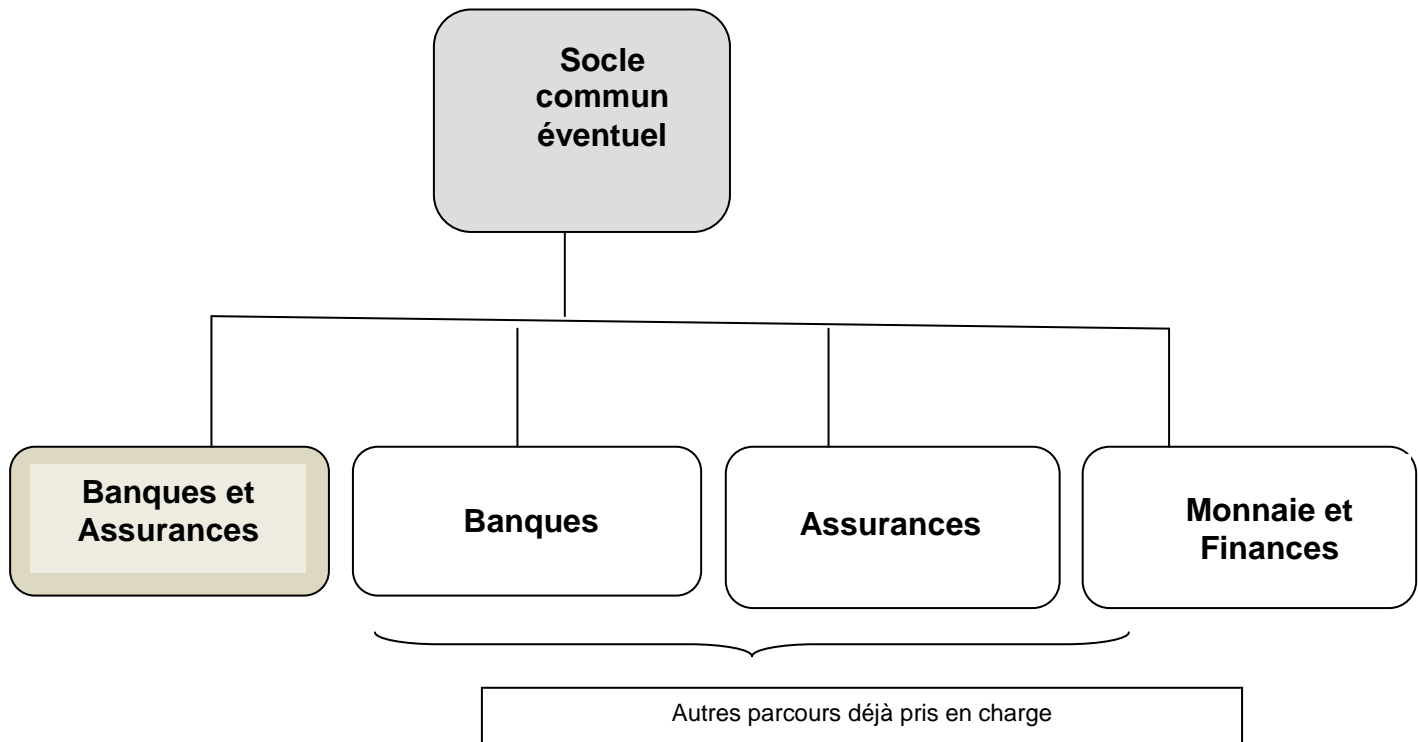 Socle
commun
éventuel
Banques et
Assurances
Banques
Assurances
Monnaie et
Finances
Autres parcours déjà pris en charge